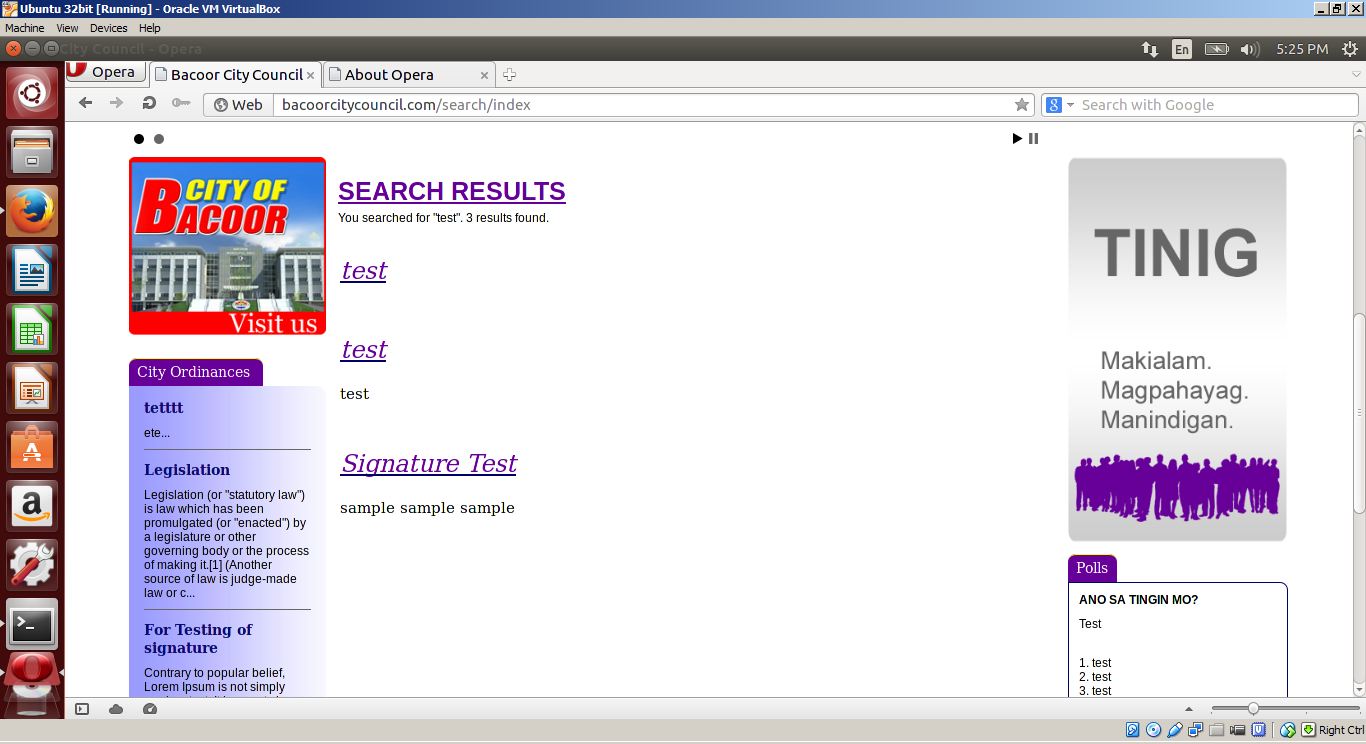 Ubuntu 32bit [Running] - Oracle VM VirtualBox
Machine View Devices Help
City Council - Opera
En
5:25 PM
Opera
Bacoor City Council
About Opera
Web
bacoorcitycouncil.com/search/index
Search with Google
CITY OF
BACOOR
Visit us
City Ordinances
tetttt
ete...
Legislation
Legislation (or "statutory law")
is law which has been
promulgated (or "enacted") by
a legislature or other
governing body or the process
of making it.[1] (Another
source of law is judge-made
law or c...
For Testing of
signature
Contrary to popular belief,
Lorem Ipsum is not simply
SEARCH RESULTS
You searched for "test". 3 results found.
test
test
test
Signature Test
sample sample sample
TINIG
Makialam.
Magpahayag.
Manindigan.
Polls
ANO SA TINGIN MO?
Test
1. test
2. test
3. test
Right Ctrl